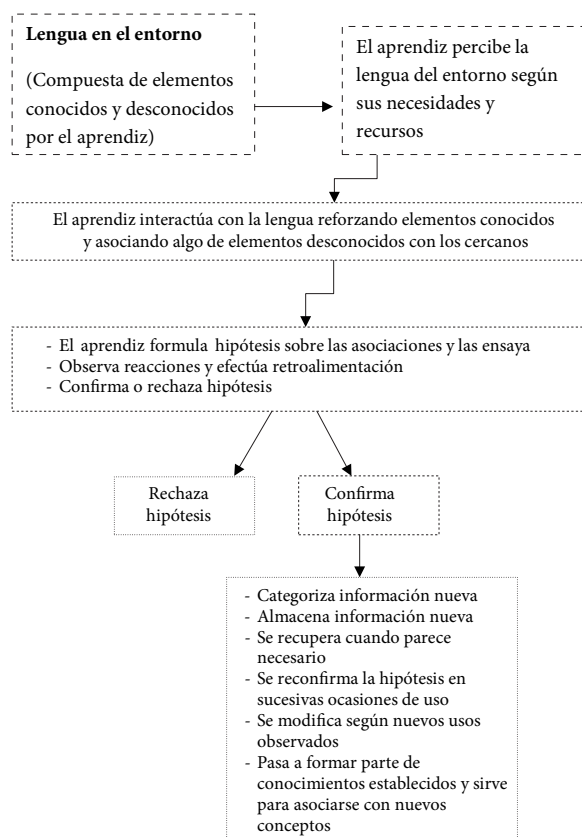 Lengua en el entorno
(Compuesta de elementos
conocidos y desconocidos
por el aprendiz)
El aprendiz percibe la
lengua del entorno según
sus necesidades y
recursos
El aprendiz interactúa con la lengua reforzando elementos conocidos
y asociando algo de elementos desconocidos con los cercanos
- El aprendiz formula hipótesis sobre las asociaciones y las ensaya
- Observa reacciones y efectúa retroalimentación
- Confirma o rechaza hipótesis
Rechaza
hipótesis
Confirma
hipótesis
- Categoriza información nueva
- Almacena información nueva
- Se recupera cuando parece
necesario
- Se reconfirma la hipótesis en
sucesivas ocasiones de uso
- Se modifica según nuevos usos
observados
- Pasa a formar parte de
conocimientos establecidos y sirve
para asociarse con nuevos
conceptos